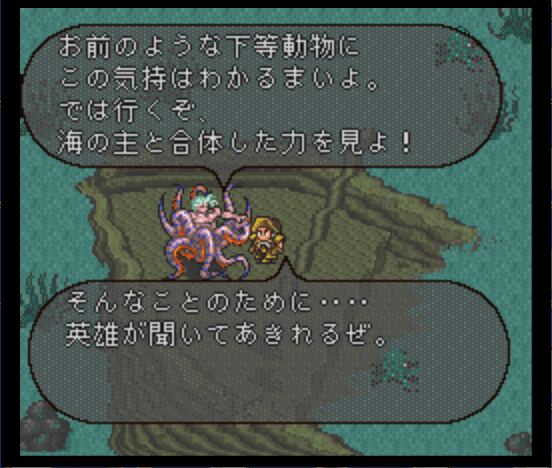 お前のような下等動物に
この気持はわかるまいよ。
では行くぞ、
海の主と合体した力を見よ！
そんなことのために‥‥
英雄が聞いてあきれるぜ。